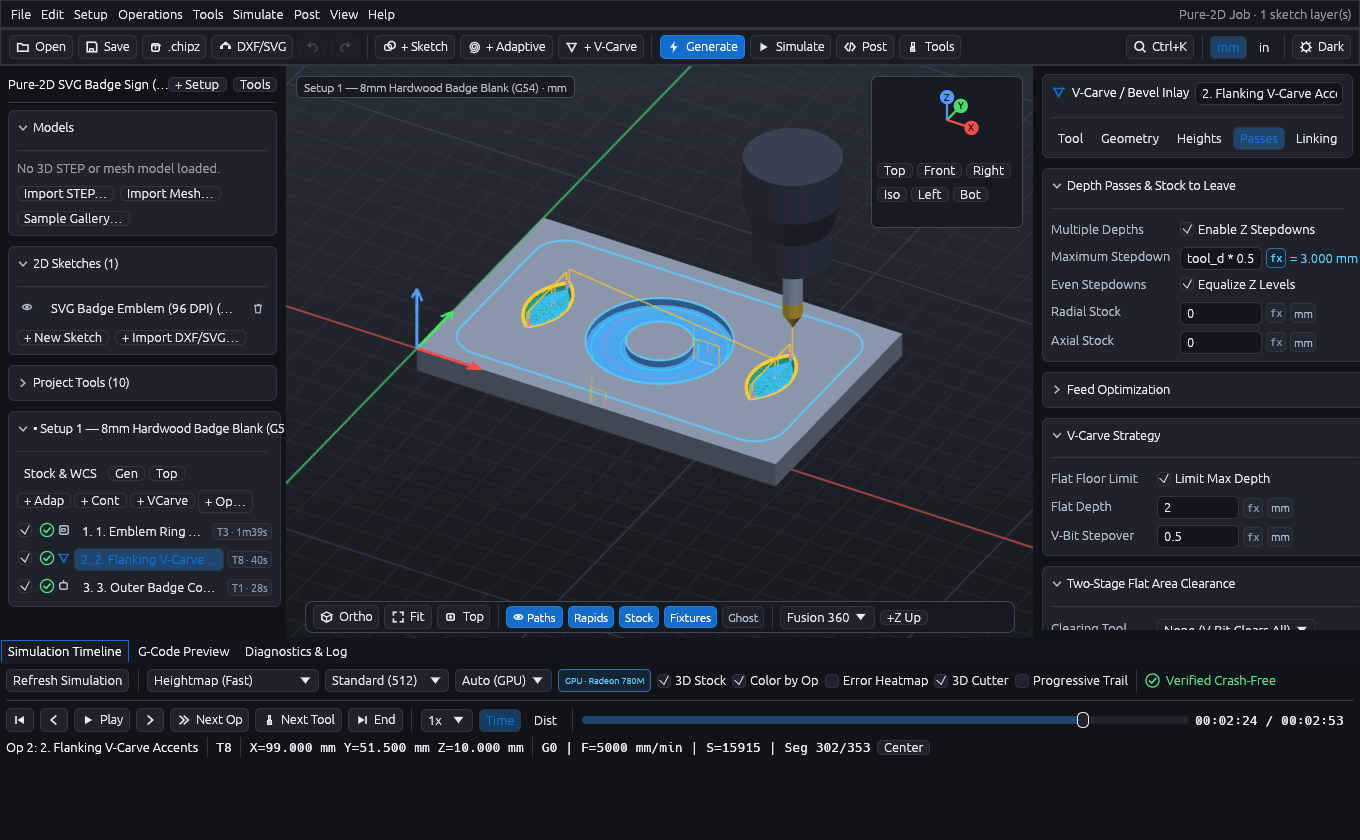 File Edit Setup Operations Tools Simulate Post View Help
Pure-2D Job · 1 sketch layer(s)
Open Save .chipz DXF/SVG + Sketch + Adaptive + V-Carve Generate Simulate Post Tools Ctrl+K mm in Dark
Pure-2D SVG Badge Sign (... + Setup Tools
Models
No 3D STEP or mesh model loaded.
Import STEP... Import Mesh...
Sample Gallery...
2D Sketches (1)
SVG Badge Emblem (96 DPI) (...
+ New Sketch + Import DXF/SVG...
Project Tools (10)
• Setup 1 — 8mm Hardwood Badge Blank (G5
Stock & WCS Gen Top
+ Adap + Cont + VCarve + Op...
1. 1. Emblem Ring ... T3 · 1m39s
2. 2. Flanking V-Carve... T8 · 40s
3. 3. Outer Badge Co... T1 · 28s
Setup 1 — 8mm Hardwood Badge Blank (G54) · mm
Z Y X
Top Front Right
Iso Left Bot
Ortho Fit Top Paths Rapids Stock Fixtures Ghost Fusion 360 +Z Up
V-Carve / Bevel Inlay 2. Flanking V-Carve Acce
Tool Geometry Heights Passes Linking
Depth Passes & Stock to Leave
Multiple Depths Enable Z Stepdowns
Maximum Stepdown tool_d * 0.5 fx = 3.000 mm
Even Stepdowns Equalize Z Levels
Radial Stock 0 fx mm
Axial Stock 0 fx mm
Feed Optimization
V-Carve Strategy
Flat Floor Limit Limit Max Depth
Flat Depth 2 fx mm
V-Bit Stepover 0.5 fx mm
Two-Stage Flat Area Clearance
Clearing Tool None (V-Bit Clears All)
Simulation Timeline G-Code Preview Diagnostics & Log
Refresh Simulation Heightmap (Fast) Standard (512) Auto (GPU) GPU · Radeon 780M 3D Stock Color by Op Error Heatmap 3D Cutter Progressive Trail Verified Crash-Free
Play Next Op Next Tool End 1x Time Dist 00:02:24 / 00:02:53
Op 2: 2. Flanking V-Carve Accents T8 X=99.000 mm Y=51.500 mm Z=10.000 mm G0 | F=5000 mm/min | S=15915 | Seg 302/353 Center